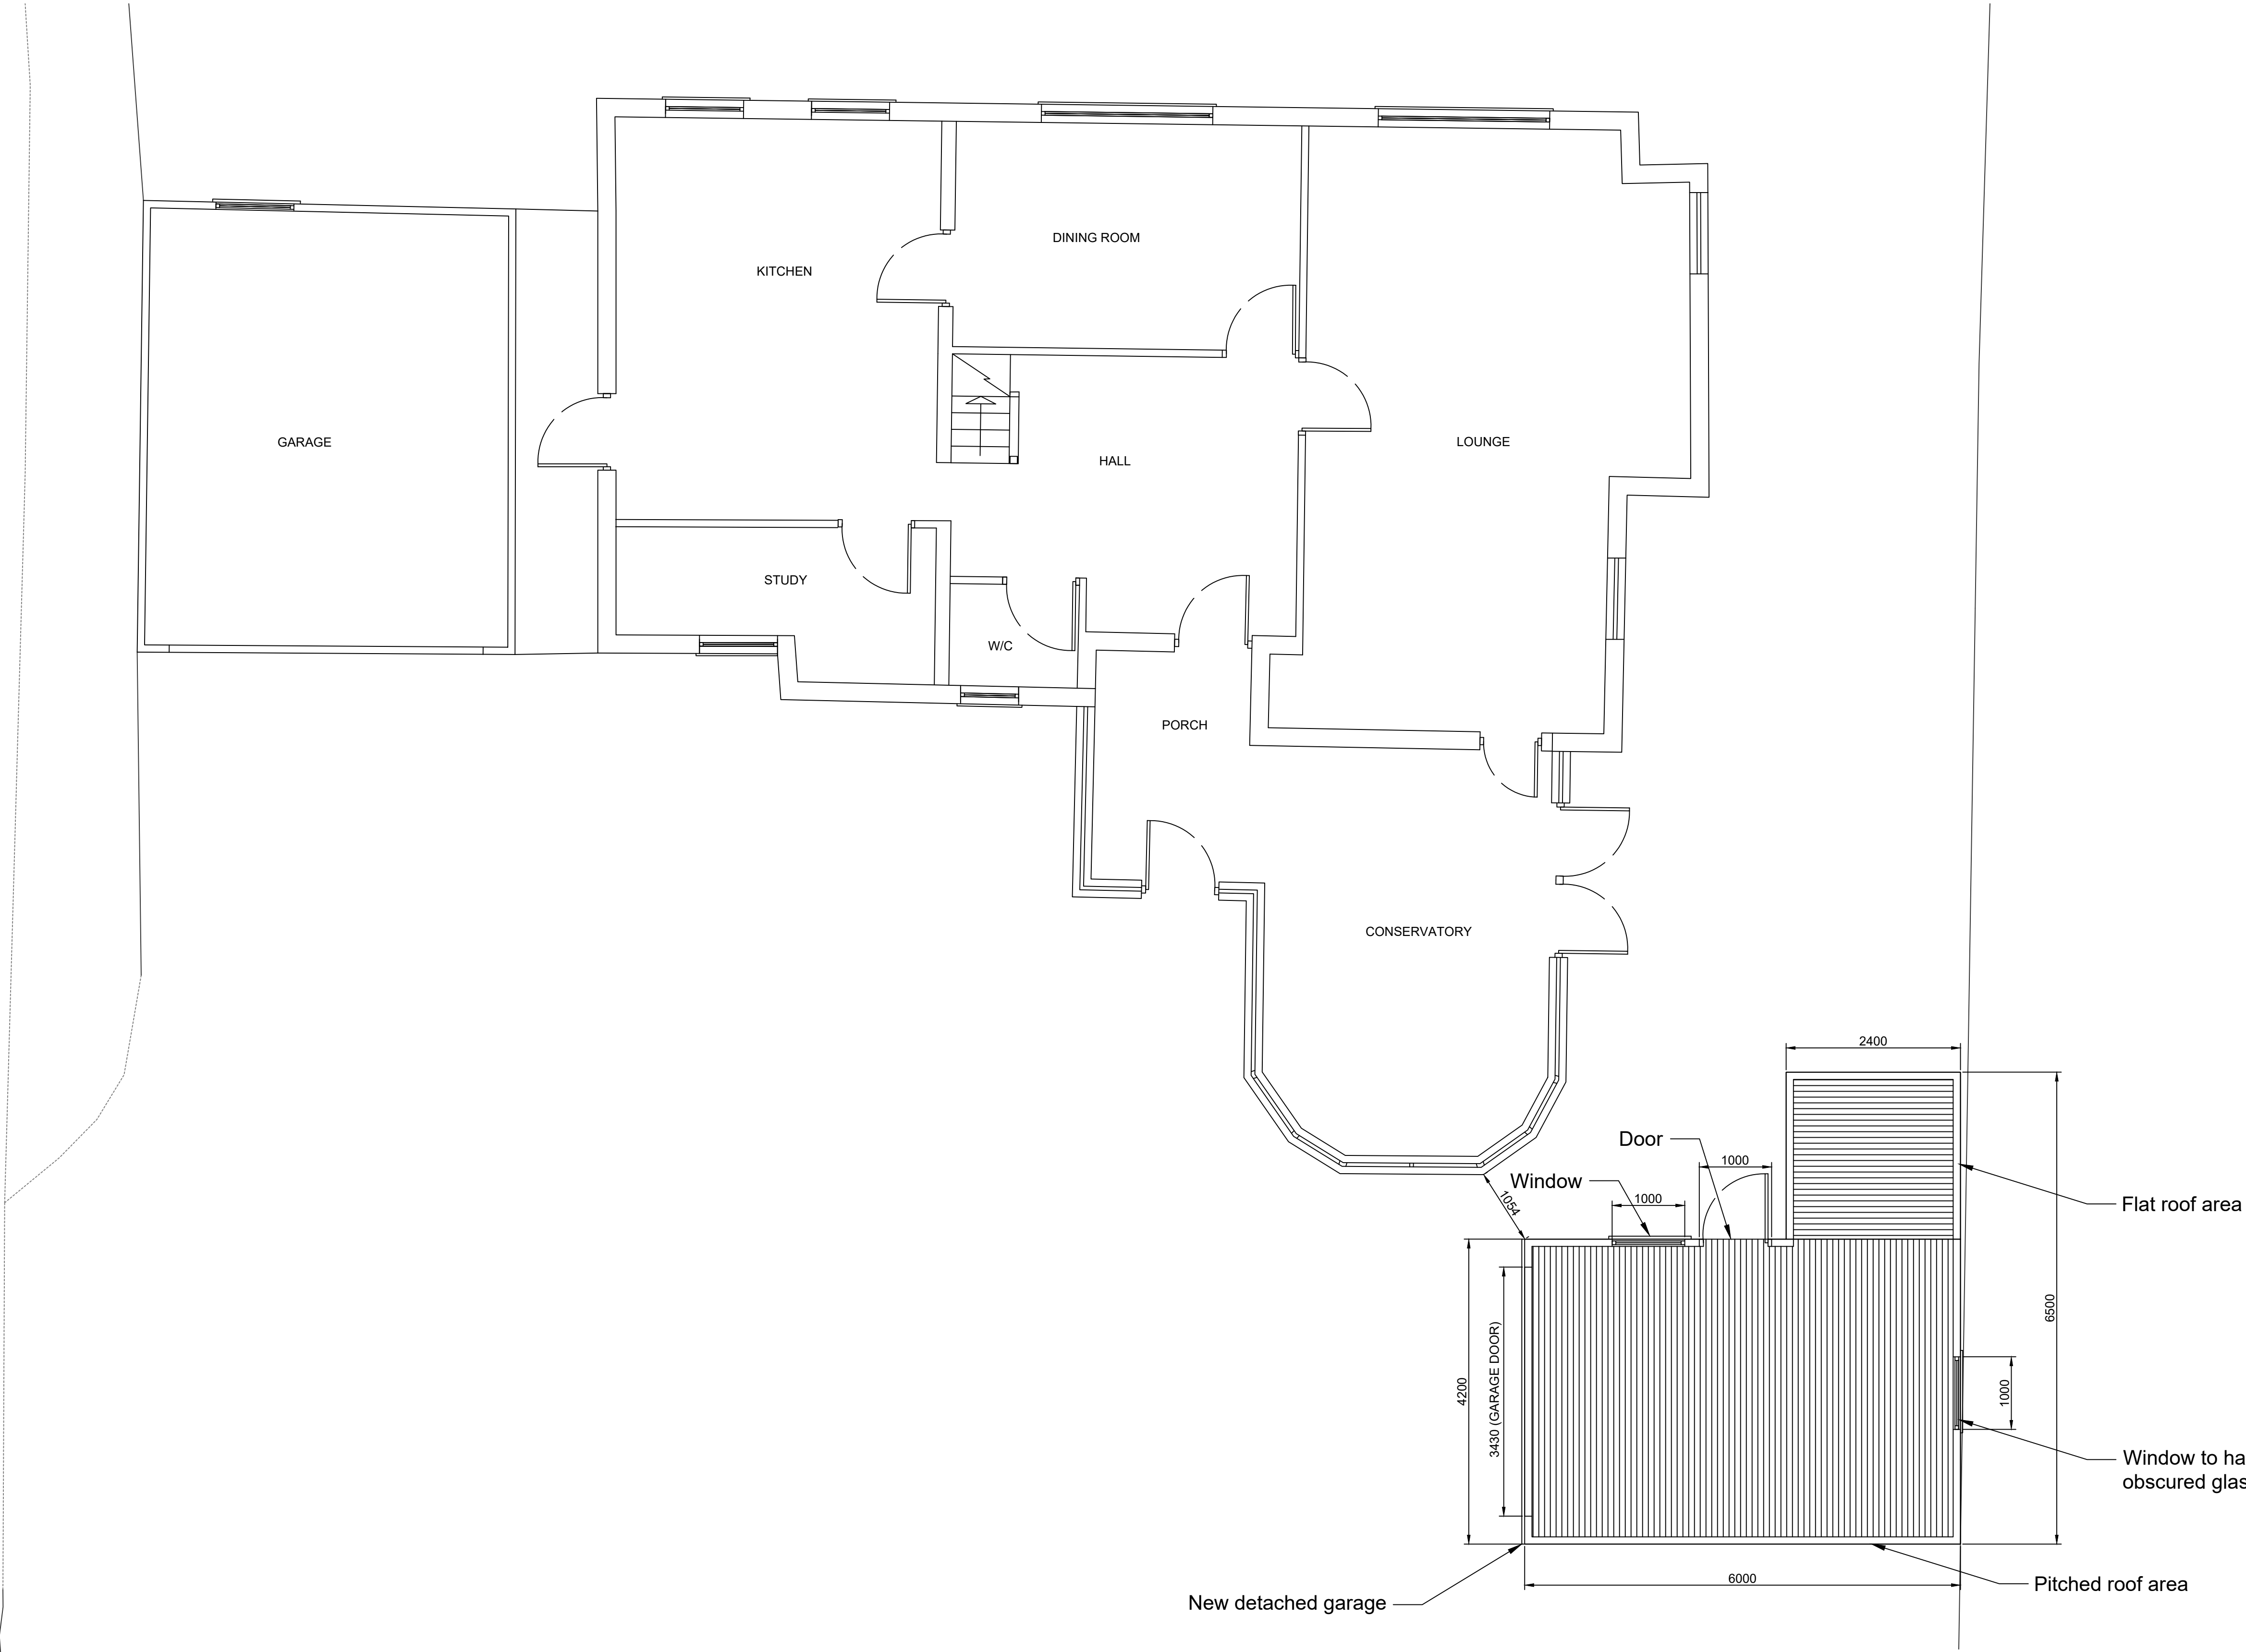 DINING ROOM
KITCHEN
GARAGE
LOUNGE
HALL
STUDY
W/C
PORCH
CONSERVATORY
2400
Door
1000
Window
1000
1054
Flat roof area
6500
4200
3430 (GARAGE DOOR)
1000
Window to ha
obscured glas
6000
Pitched roof area
New detached garage